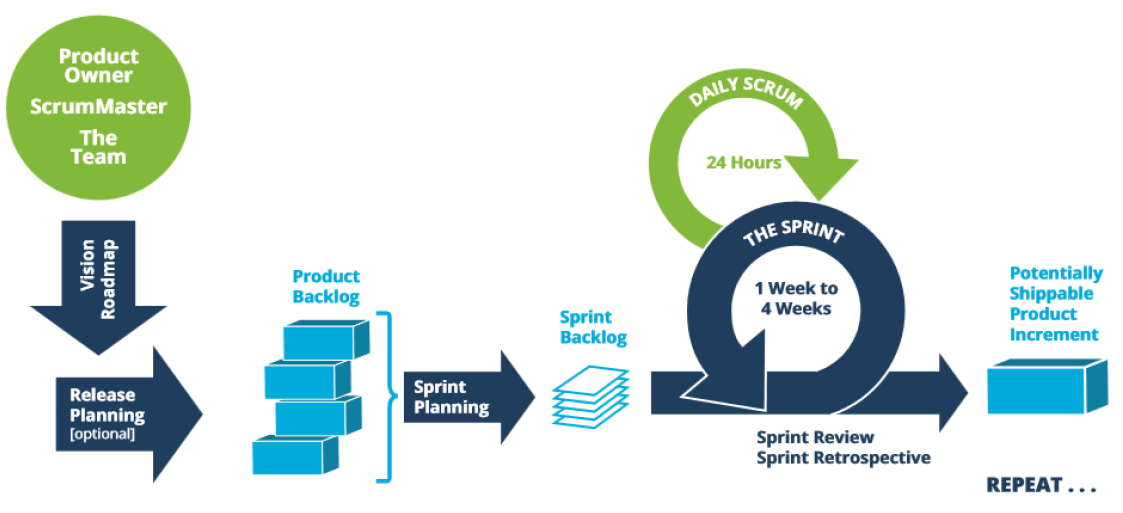 Product
Owner
ScrumMaster
The
Team
Vision
Roadmap
Release
Planning
[optional]
Product
Backlog
Sprint
Planning
Sprint
Backlog
DAILY SCRUM
24 Hours
THE SPRINT
1 Week to
4 Weeks
Sprint Review
Sprint Retrospective
Potentially
Shippable
Product
Increment
REPEAT . . .